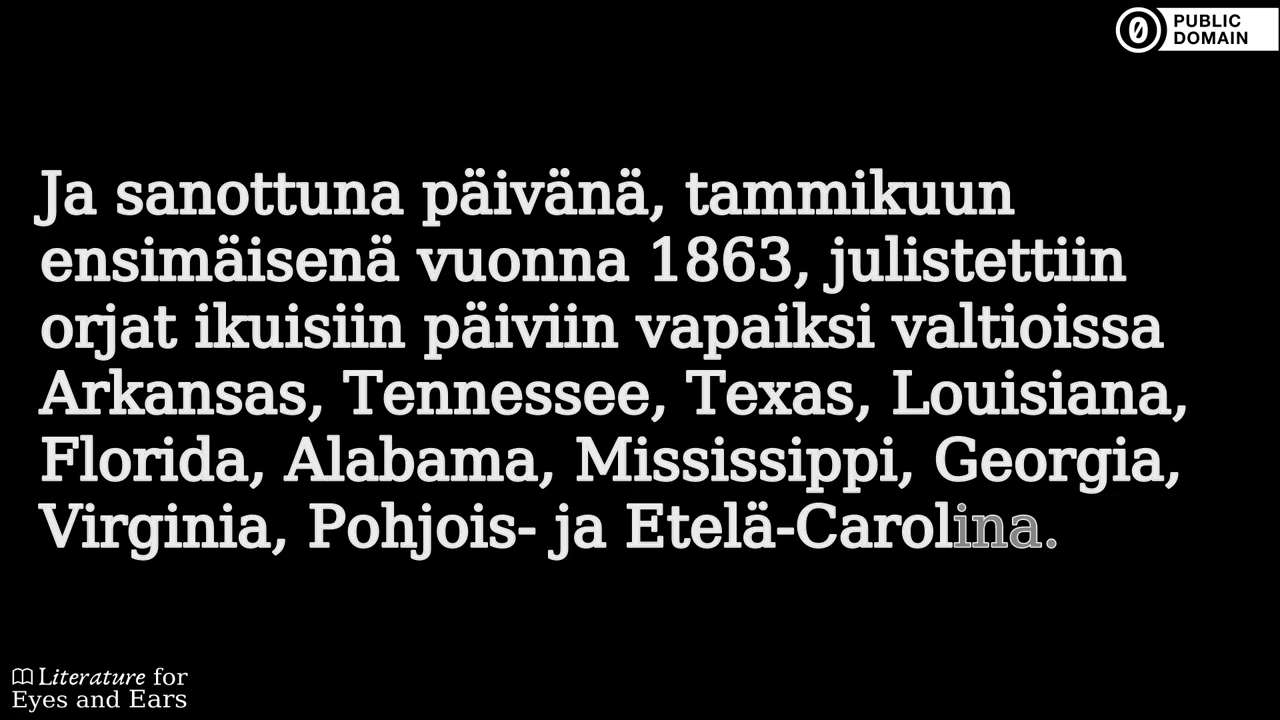 PUBLIC
DOMAIN
Ja sanottuna päivänä, tammikuun
ensimäisenä vuonna 1863, julistettiin
orjat ikuisiin päiviin vapaiksi valtioissa
Arkansas, Tennessee, Texas, Louisiana,
Florida, Alabama, Mississippi, Georgia,
Virginia, Pohjois- ja Etelä-Carolina.
Literature for
Eyes and Ears